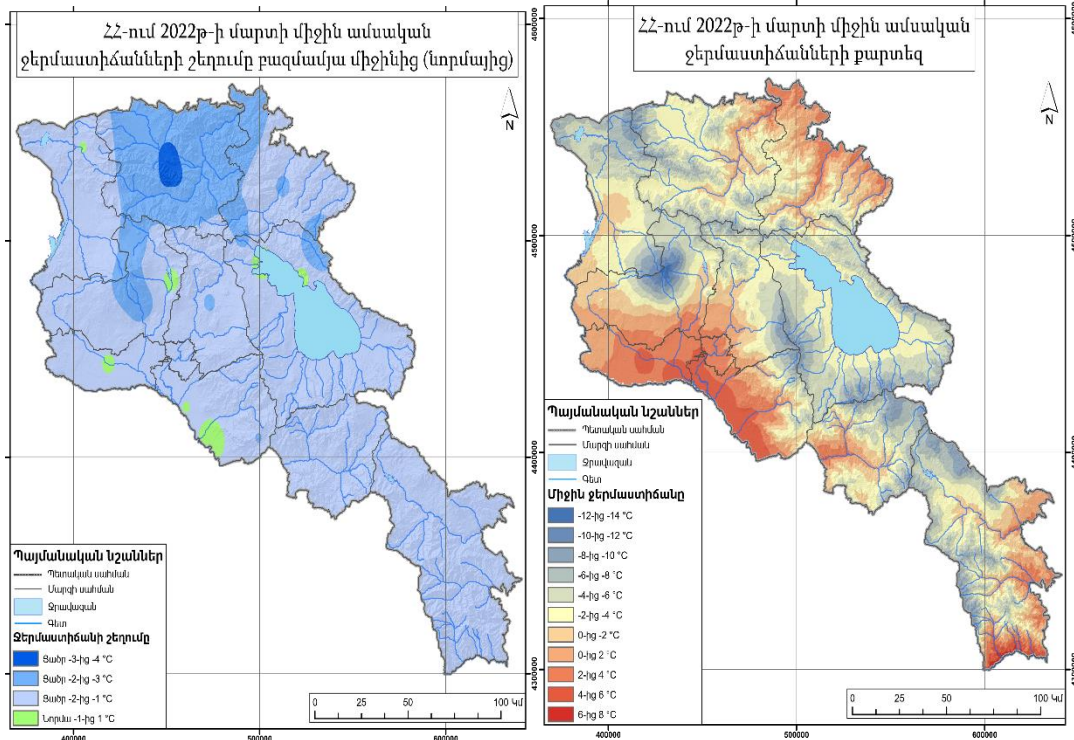 ՀՀ-ում 2022թ-ի մարտի միջին ամսական
ջերմաստիճանների շեղումը բազմամյա միջինից (նորմայից)
N
Պայմանական նշաններ
Պետական սահման
Մարզի սահման
Ջրավազան
Գետ
Ջերմաստիճանի շեղումը
Ցածր -3-ից -4 °C
Ցածր -2-ից -3 °C
Ցածր -2-ից -1 °C
Նորմա -1-ից 1 °C
0 25 50 100 Կմ
400000 500000 600000
4600000
4500000
4400000
4300000
ՀՀ-ում 2022թ-ի մարտի միջին ամսական
ջերմաստիճանների քարտեզ
N
Պայմանական նշաններ
Պետական սահման
Մարզի սահման
Ջրավազան
Գետ
Միջին ջերմաստիճանը
-12-ից -14 °C
-10-ից -12 °C
-8-ից -10 °C
-6-ից -8 °C
-4-ից -6 °C
-2-ից -4 °C
0-ից -2 °C
0-ից 2 °C
2-ից 4 °C
4-ից 6 °C
6-ից 8 °C
0 25 50 100 Կմ
400000 500000 600000